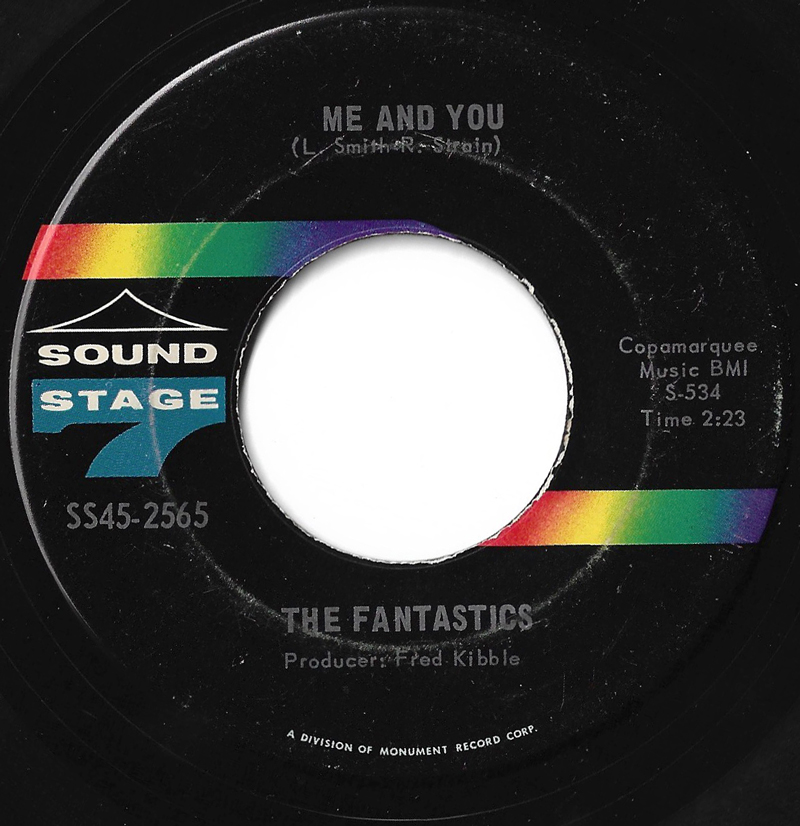 ME AND YOU
(L. Smith-R. Strain)
SOUND
STAGE
7
SS45-2565
Copamarquee
Music BMI
S-534
Time 2:23
THE FANTASTICS
Producer: Fred Kibble
A DIVISION OF MONUMENT RECORD CORP.